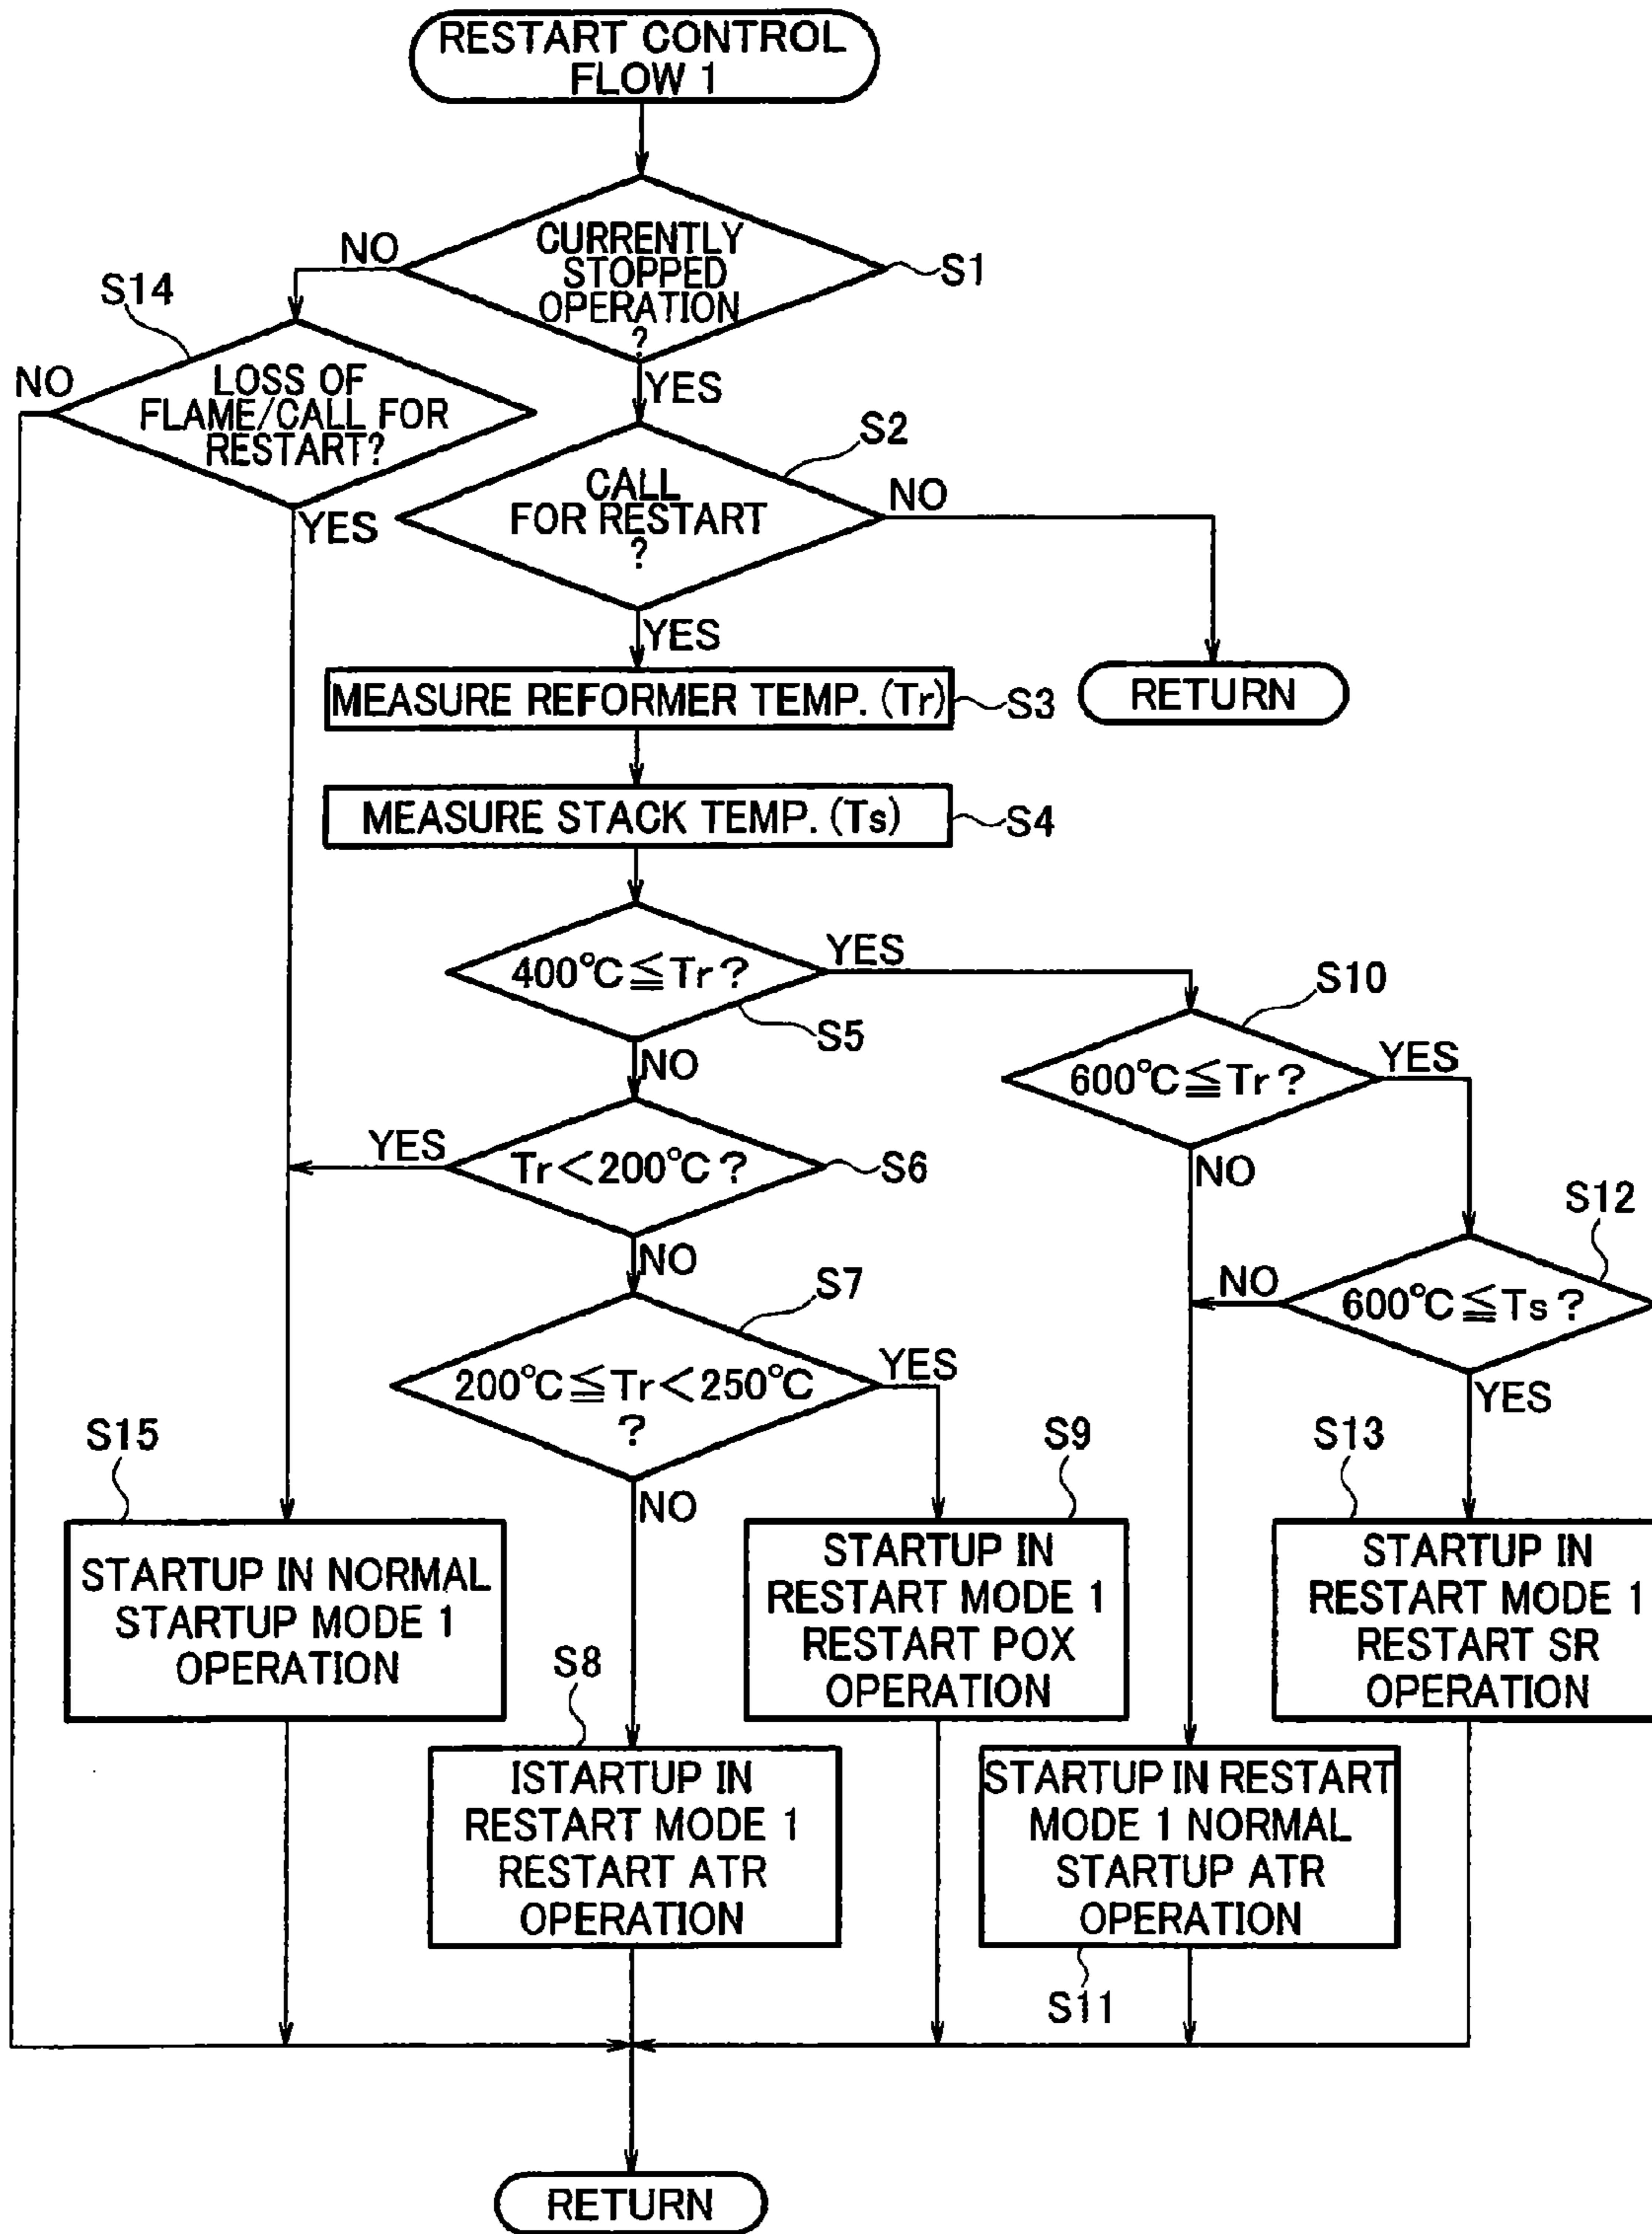 RESTART CONTROL
FLOW 1
CURRENTLY
STOPPED
OPERATION
?
S1
NO
YES
S14
LOSS OF
FLAME/CALL FOR
RESTART?
NO
YES
S2
CALL
FOR RESTART
?
NO
YES
RETURN
MEASURE REFORMER TEMP. (Tr)
S3
MEASURE STACK TEMP. (Ts)
S4
400℃≦Tr?
YES
S5
NO
S10
600℃≦Tr?
YES
NO
YES
Tr<200℃?
S6
NO
S12
NO
600℃≦Ts?
YES
S7
200℃≦Tr<250℃
?
YES
NO
S15
STARTUP IN NORMAL
STARTUP MODE 1
OPERATION
S9
STARTUP IN
RESTART MODE 1
RESTART POX
OPERATION
S13
STARTUP IN
RESTART MODE 1
RESTART SR
OPERATION
S8
ISTARTUP IN
RESTART MODE 1
RESTART ATR
OPERATION
STARTUP IN RESTART
MODE 1 NORMAL
STARTUP ATR
OPERATION
S11
RETURN